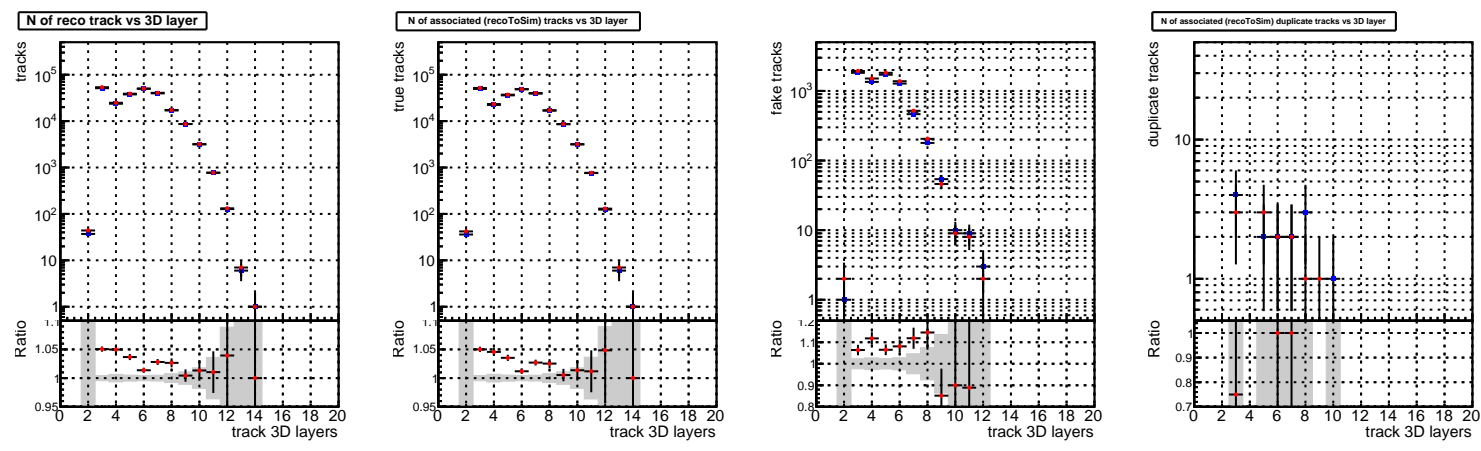 N of reco track vs 3D layer
tracks
10^5
10^4
10^3
10^2
10
1
Ratio
1.1
1.05
1
0.95
0 2 4 6 8 10 12 14 16 18 20
track 3D layers
N of associated (recoToSim) tracks vs 3D layer
true tracks
10^5
10^4
10^3
10^2
10
1
Ratio
1.1
1.05
1
0.95
0 2 4 6 8 10 12 14 16 18 20
track 3D layers
fake tracks
10^3
10^2
10
1
Ratio
1.2
1.1
1
0.9
0.8
0 2 4 6 8 10 12 14 16 18 20
track 3D layers
N of associated (recoToSim) duplicate tracks vs 3D layer
duplicate tracks
10
1
Ratio
1
0.9
0.8
0.7
0 2 4 6 8 10 12 14 16 18 20
track 3D layers